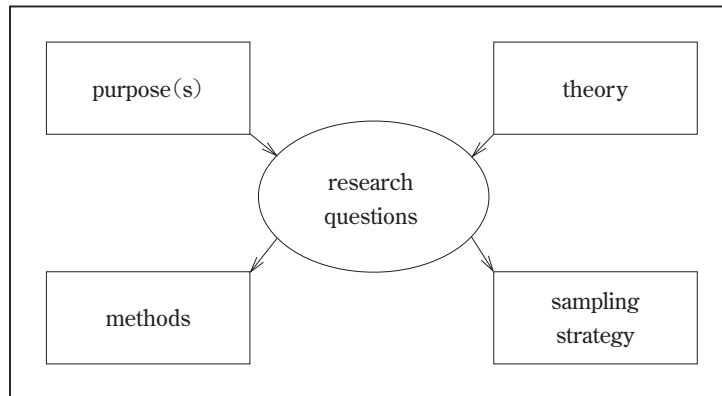 purpose(s)
theory
research
questions
methods
sampling
strategy